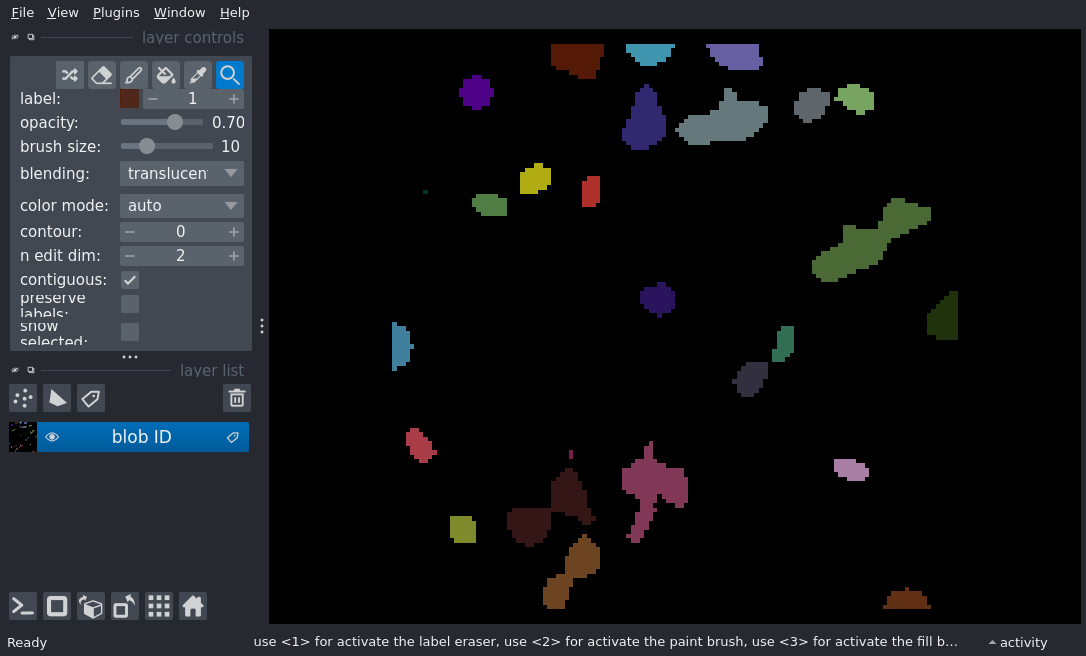 File View Plugins Window Help
layer controls
label: 1
opacity: 0.70
brush size: 10
blending: translucen
color mode: auto
contour: 0
n edit dim: 2
contiguous:
preserve
labels:
show
selected:
layer list
blob ID
Ready use <1> for activate the label eraser, use <2> for activate the paint brush, use <3> for activate the fill b... activity